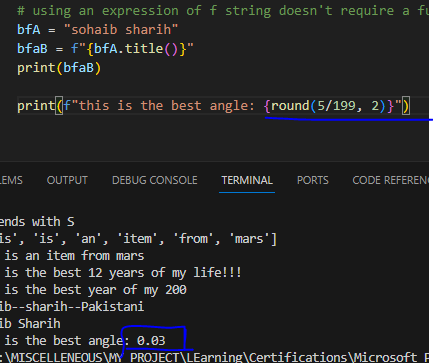 # using an expression of f string doesn't require a fu
bfA = "sohaib sharih"
bfaB = f"{bfA.title()}"
print(bfaB)
print(f"this is the best angle: {round(5/199, 2)}")
LEMS OUTPUT DEBUG CONSOLE TERMINAL PORTS CODE REFERENC
ends with S
is', 'is', 'an', 'item', 'from', 'mars']
is an item from mars
is the best 12 years of my life!!!
is the best year of my 200
ib--sharih--Pakistani
ib Sharih
is the best angle: 0.03
:\MISCELLENEOUS\MY PROJECT\LEarning\Certifications\Microsoft P